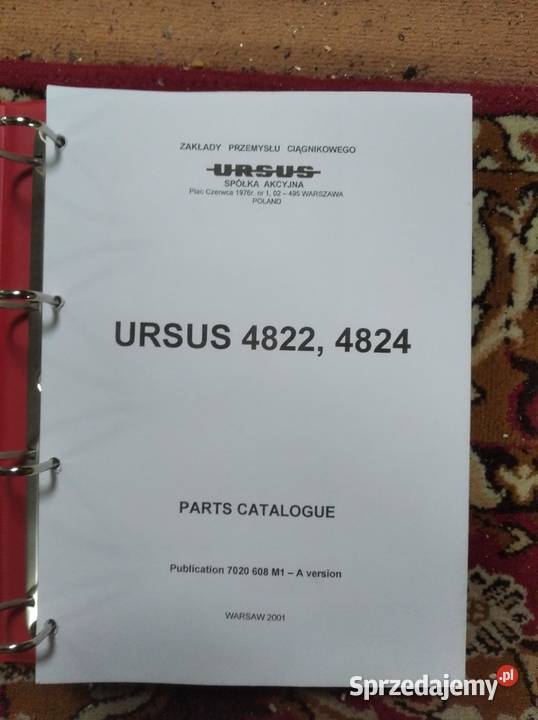 ZAKŁADY PRZEMYSŁU CIĄGNIKOWEGO
URSUS
SPÓŁKA AKCYJNA
Plac Czerwca 1976r. nr 1, 02 – 495 WARSZAWA
POLAND
URSUS 4822, 4824
PARTS CATALOGUE
Publication 7020 608 M1 – A version
WARSAW 2001
Sprzedajemy.pl